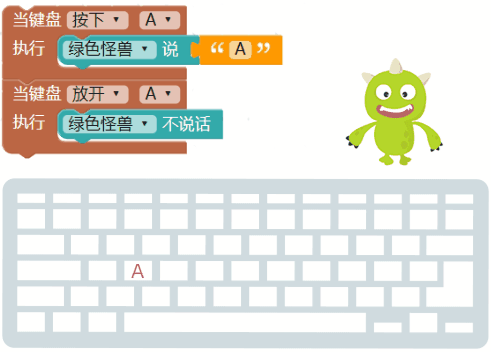 当键盘 按下 A
执行 绿色怪兽 说 “ A ”
当键盘 放开 A
执行 绿色怪兽 不说话
A